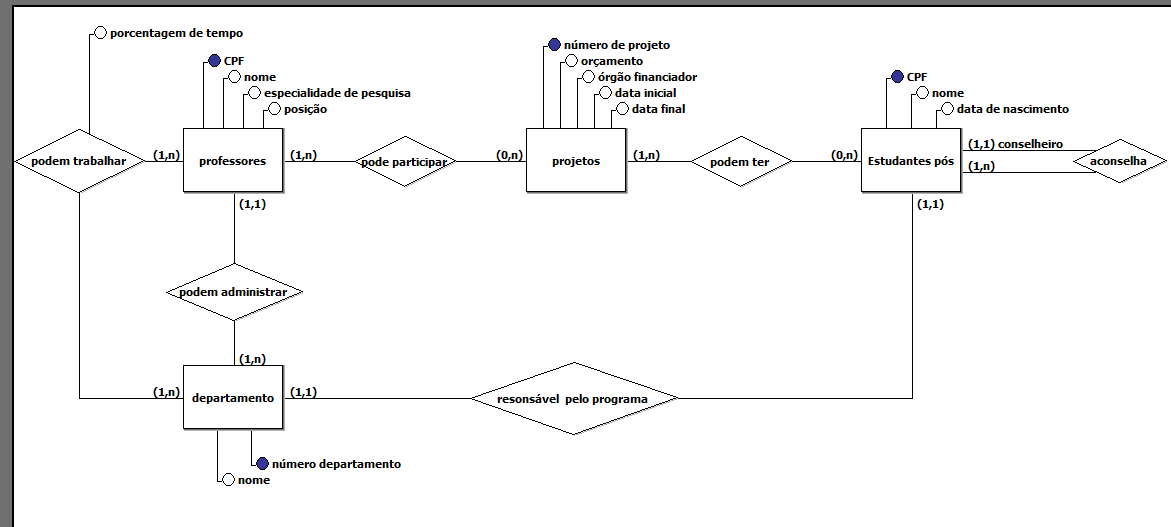 porcentagem de tempo
CPF
nome
especialidade de pesquisa
posição
número de projeto
orçamento
órgão financiador
data inicial
data final
CPF
nome
data de nascimento
podem trabalhar
(1,n)
professores
(1,n)
pode participar
(0,n)
projetos
(1,n)
podem ter
(0,n)
Estudantes pós
(1,1) conselheiro
(1,n)
aconselha
(1,1)
(1,1)
podem administrar
(1,n)
(1,n)
departamento
(1,1)
resonsável pelo programa
número departamento
nome